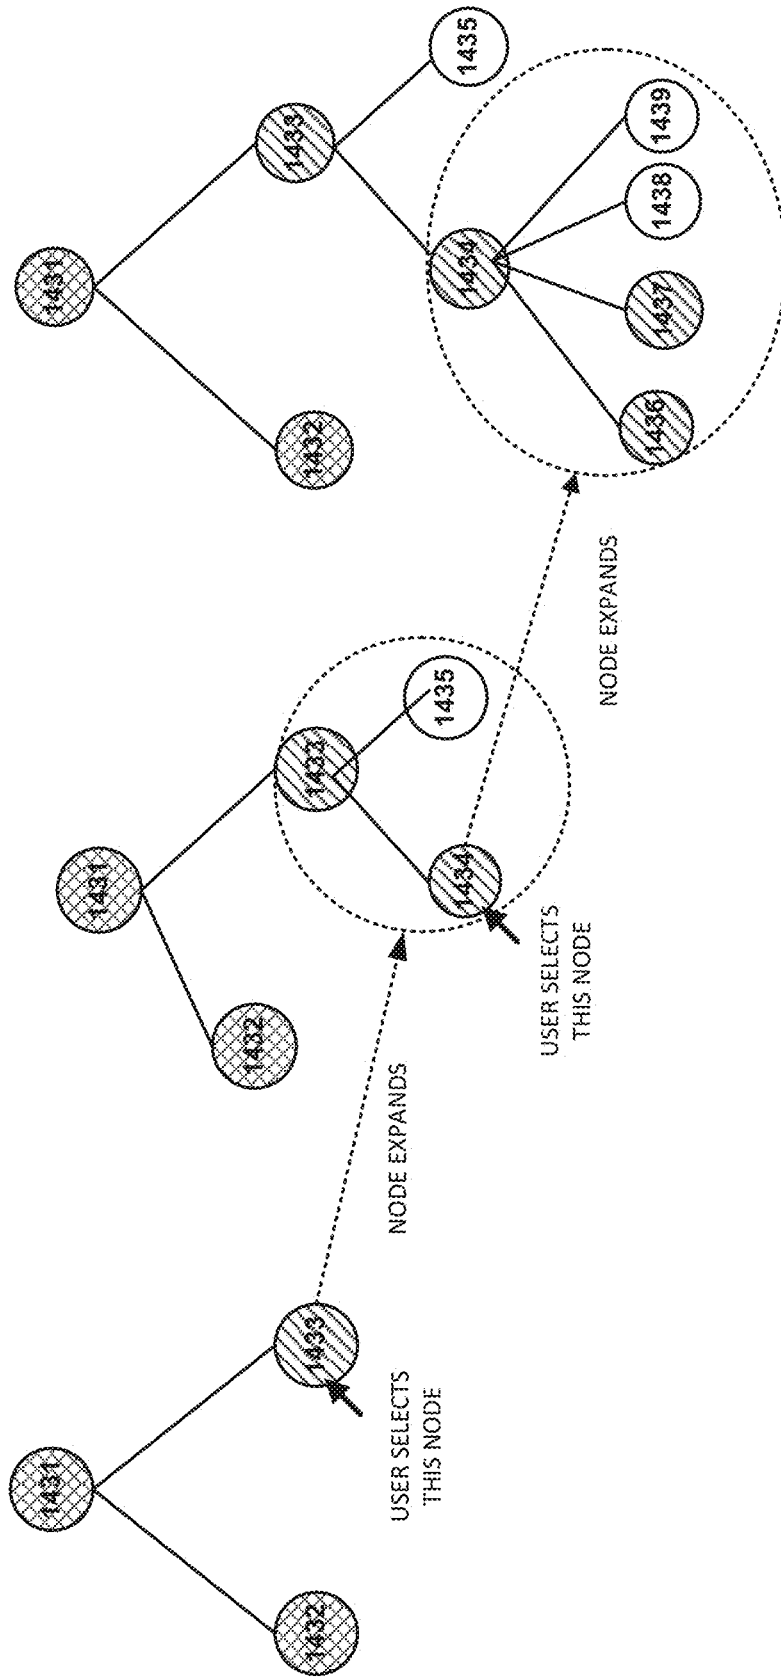 1431
1432
1433
USER SELECTS
THIS NODE
NODE EXPANDS
1431
1432
1433
1434
1435
USER SELECTS
THIS NODE
NODE EXPANDS
1431
1432
1433
1434
1435
1436
1437
1438
1439